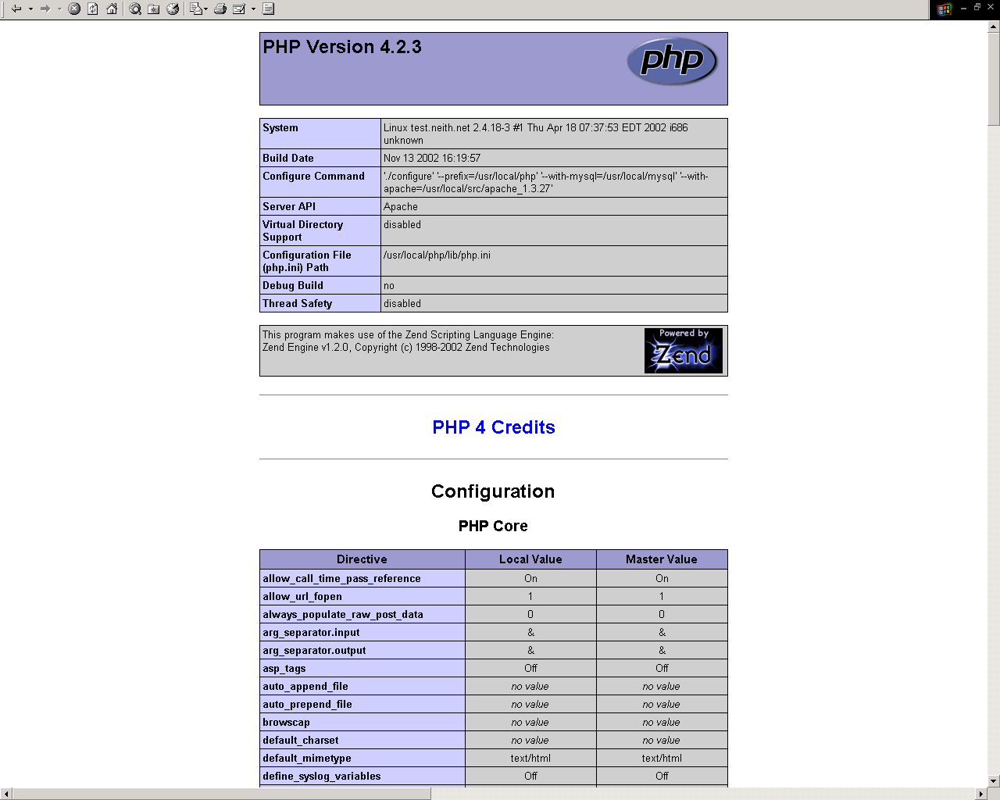 PHP Version 4.2.3
php
System Linux test.neith.net 2.4.18-3 #1 Thu Apr 18 07:37:53 EDT 2002 i686
unknown
Build Date Nov 13 2002 16:19:57
Configure Command './configure' '--prefix=/usr/local/php' '--with-mysql=/usr/local/mysql' '--with-
apache=/usr/local/src/apache_1.3.27'
Server API Apache
Virtual Directory disabled
Support
Configuration File /usr/local/php/lib/php.ini
(php.ini) Path
Debug Build no
Thread Safety disabled
This program makes use of the Zend Scripting Language Engine:
Zend Engine v1.2.0, Copyright (c) 1998-2002 Zend Technologies
Powered by
Zend
PHP 4 Credits
Configuration
PHP Core
Directive Local Value Master Value
allow_call_time_pass_reference On On
allow_url_fopen 1 1
always_populate_raw_post_data 0 0
arg_separator.input & &
arg_separator.output & &
asp_tags Off Off
auto_append_file no value no value
auto_prepend_file no value no value
browscap no value no value
default_charset no value no value
default_mimetype text/html text/html
define_syslog_variables Off Off